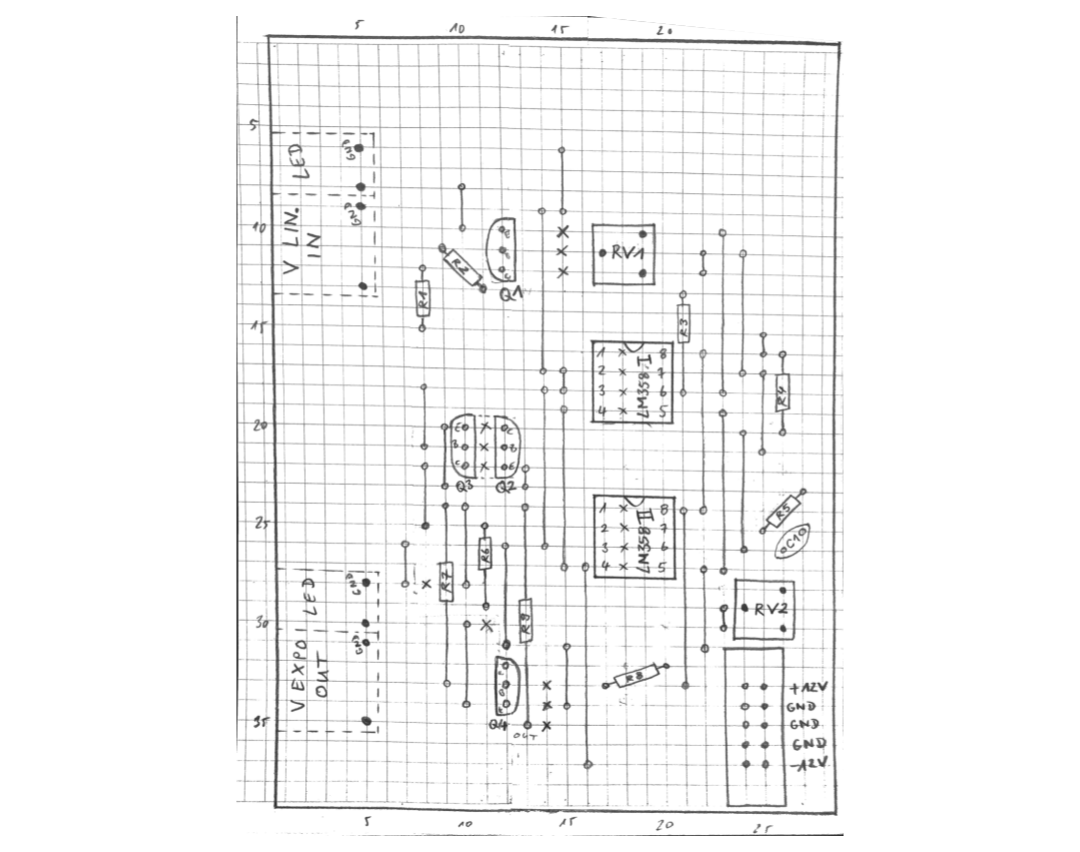 5 10 15 20
5
LED
GND
GND
V LIN.
IN
10
R2
Q1
RV1
R1
15
R3
1 8
2 7
3 6
4 5
LM358 I
R4
20
Q3 Q2
25
1 8
2 7
3 6
4 5
LM358 II
R5
C10
R6
R7
GND
LED
30
GND
V EXPO
OUT
RV2
R8
35
Q4
OUT
+12V
GND
GND
GND
-12V
5 10 15 20 25